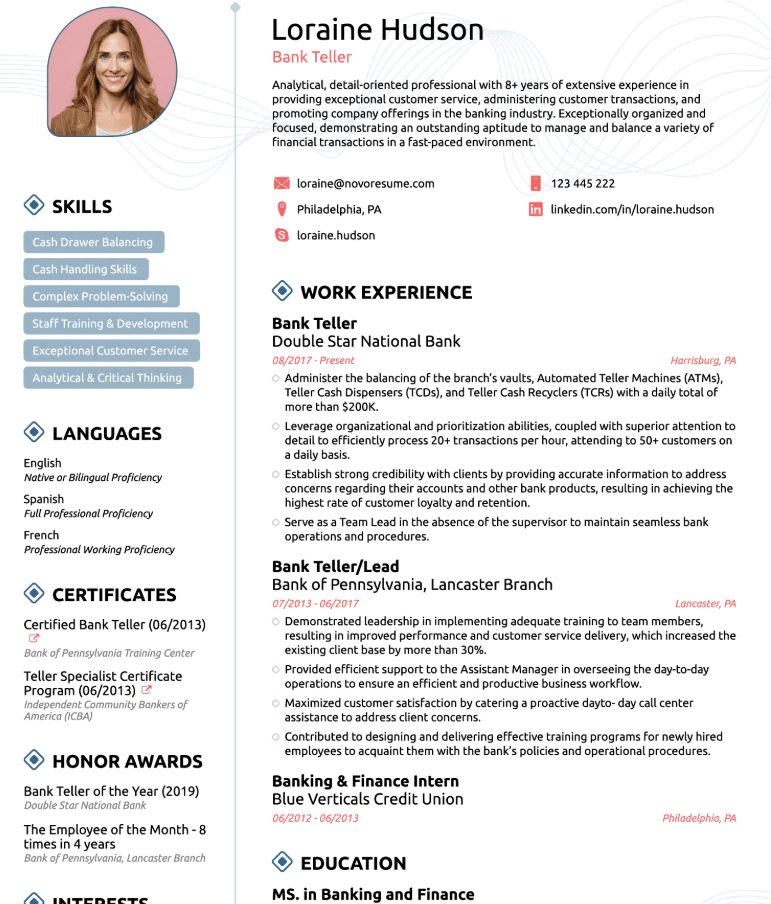 Loraine Hudson
Bank Teller
Analytical, detail-oriented professional with 8+ years of extensive experience in
providing exceptional customer service, administering customer transactions, and
promoting company offerings in the banking industry. Exceptionally organized and
focused, demonstrating an outstanding aptitude to manage and balance a variety of
financial transactions in a fast-paced environment.
loraine@novoresume.com
123 445 222
Philadelphia, PA
linkedin.com/in/loraine.hudson
loraine.hudson
SKILLS
Cash Drawer Balancing
Cash Handling Skills
Complex Problem-Solving
Staff Training & Development
Exceptional Customer Service
Analytical & Critical Thinking
LANGUAGES
English
Native or Bilingual Proficiency
Spanish
Full Professional Proficiency
French
Professional Working Proficiency
CERTIFICATES
Certified Bank Teller (06/2013)
Bank of Pennsylvania Training Center
Teller Specialist Certificate
Program (06/2013)
Independent Community Bankers of
America (ICBA)
HONOR AWARDS
Bank Teller of the Year (2019)
Double Star National Bank
The Employee of the Month - 8
times in 4 years
Bank of Pennsylvania, Lancaster Branch
INTERESTS
WORK EXPERIENCE
Bank Teller
Double Star National Bank
08/2017 - Present
Harrisburg, PA
Administer the balancing of the branch's vaults, Automated Teller Machines (ATMs),
Teller Cash Dispensers (TCDs), and Teller Cash Recyclers (TCRs) with a daily total of
more than $200K.
Leverage organizational and prioritization abilities, coupled with superior attention to
detail to efficiently process 20+ transactions per hour, attending to 50+ customers on
a daily basis.
Establish strong credibility with clients by providing accurate information to address
concerns regarding their accounts and other bank products, resulting in achieving the
highest rate of customer loyalty and retention.
Serve as a Team Lead in the absence of the supervisor to maintain seamless bank
operations and procedures.
Bank Teller/Lead
Bank of Pennsylvania, Lancaster Branch
07/2013 - 06/2017
Lancaster, PA
Demonstrated leadership in implementing adequate training to team members,
resulting in improved performance and customer service delivery, which increased the
existing client base by more than 30%.
Provided efficient support to the Assistant Manager in overseeing the day-to-day
operations to ensure an efficient and productive business workflow.
Maximized customer satisfaction by catering a proactive dayto- day call center
assistance to address client concerns.
Contributed to designing and delivering effective training programs for newly hired
employees to acquaint them with the bank's policies and operational procedures.
Banking & Finance Intern
Blue Verticals Credit Union
06/2012 - 06/2013
Philadelphia, PA
EDUCATION
MS. in Banking and Finance